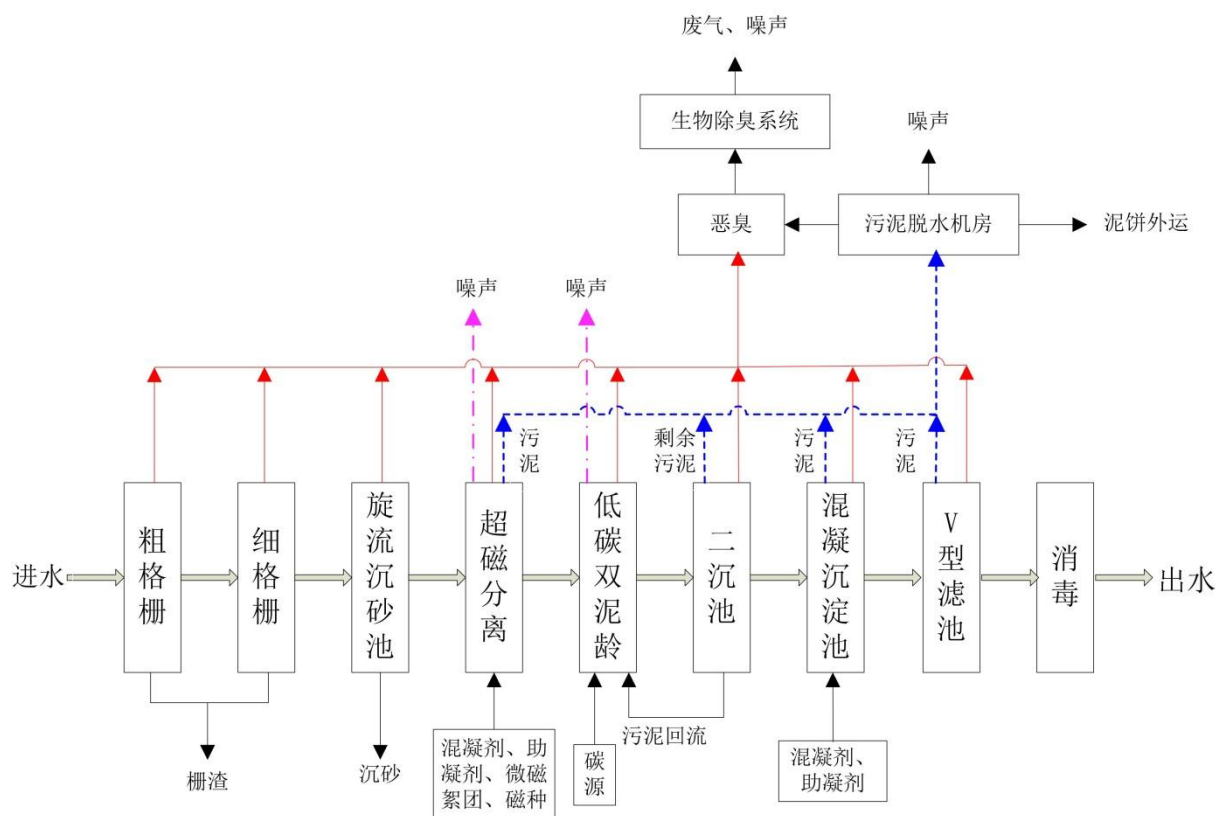 废气、噪声
生物除臭系统
噪声
恶臭
污泥脱水机房
泥饼外运
噪声
噪声
污泥
剩余
污泥
污泥
污泥
进水
粗格栅
细格栅
旋流沉砂池
超磁分离
低碳双泥龄
二沉池
混凝沉淀池
V型滤池
消毒
出水
污泥回流
栅渣
沉砂
混凝剂、助
凝剂、微磁
絮团、磁种
碳源
混凝剂、
助凝剂